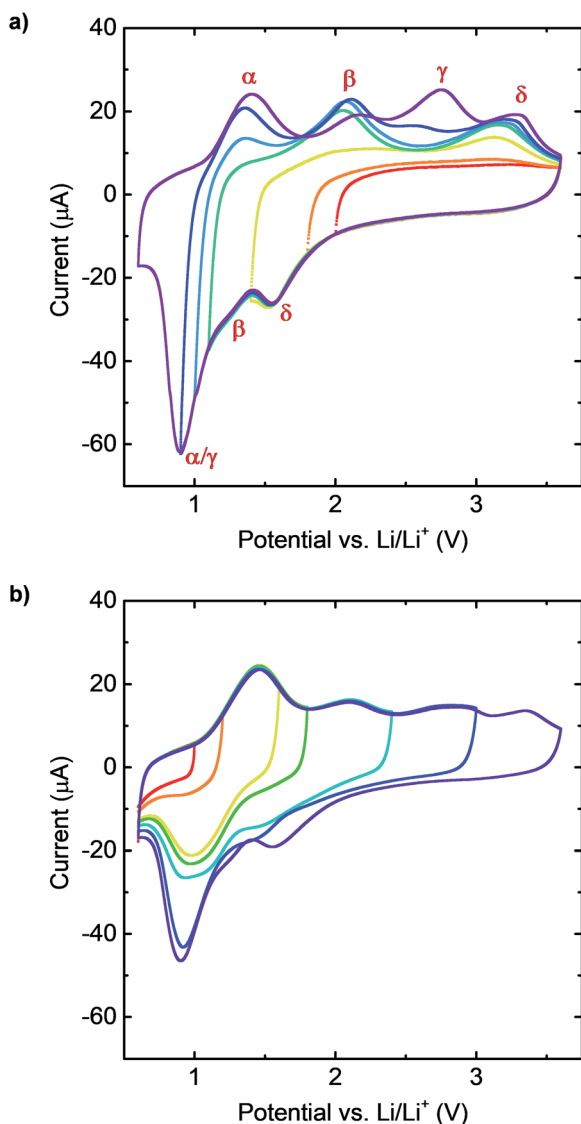 a)
40
20
0
-20
-40
-60
α
β
γ
δ
β
δ
α/γ
1
2
3
Current (μA)
Potential vs. Li/Li⁺ (V)
b)
40
20
0
-20
-40
-60
1
2
3
Current (μA)
Potential vs. Li/Li⁺ (V)